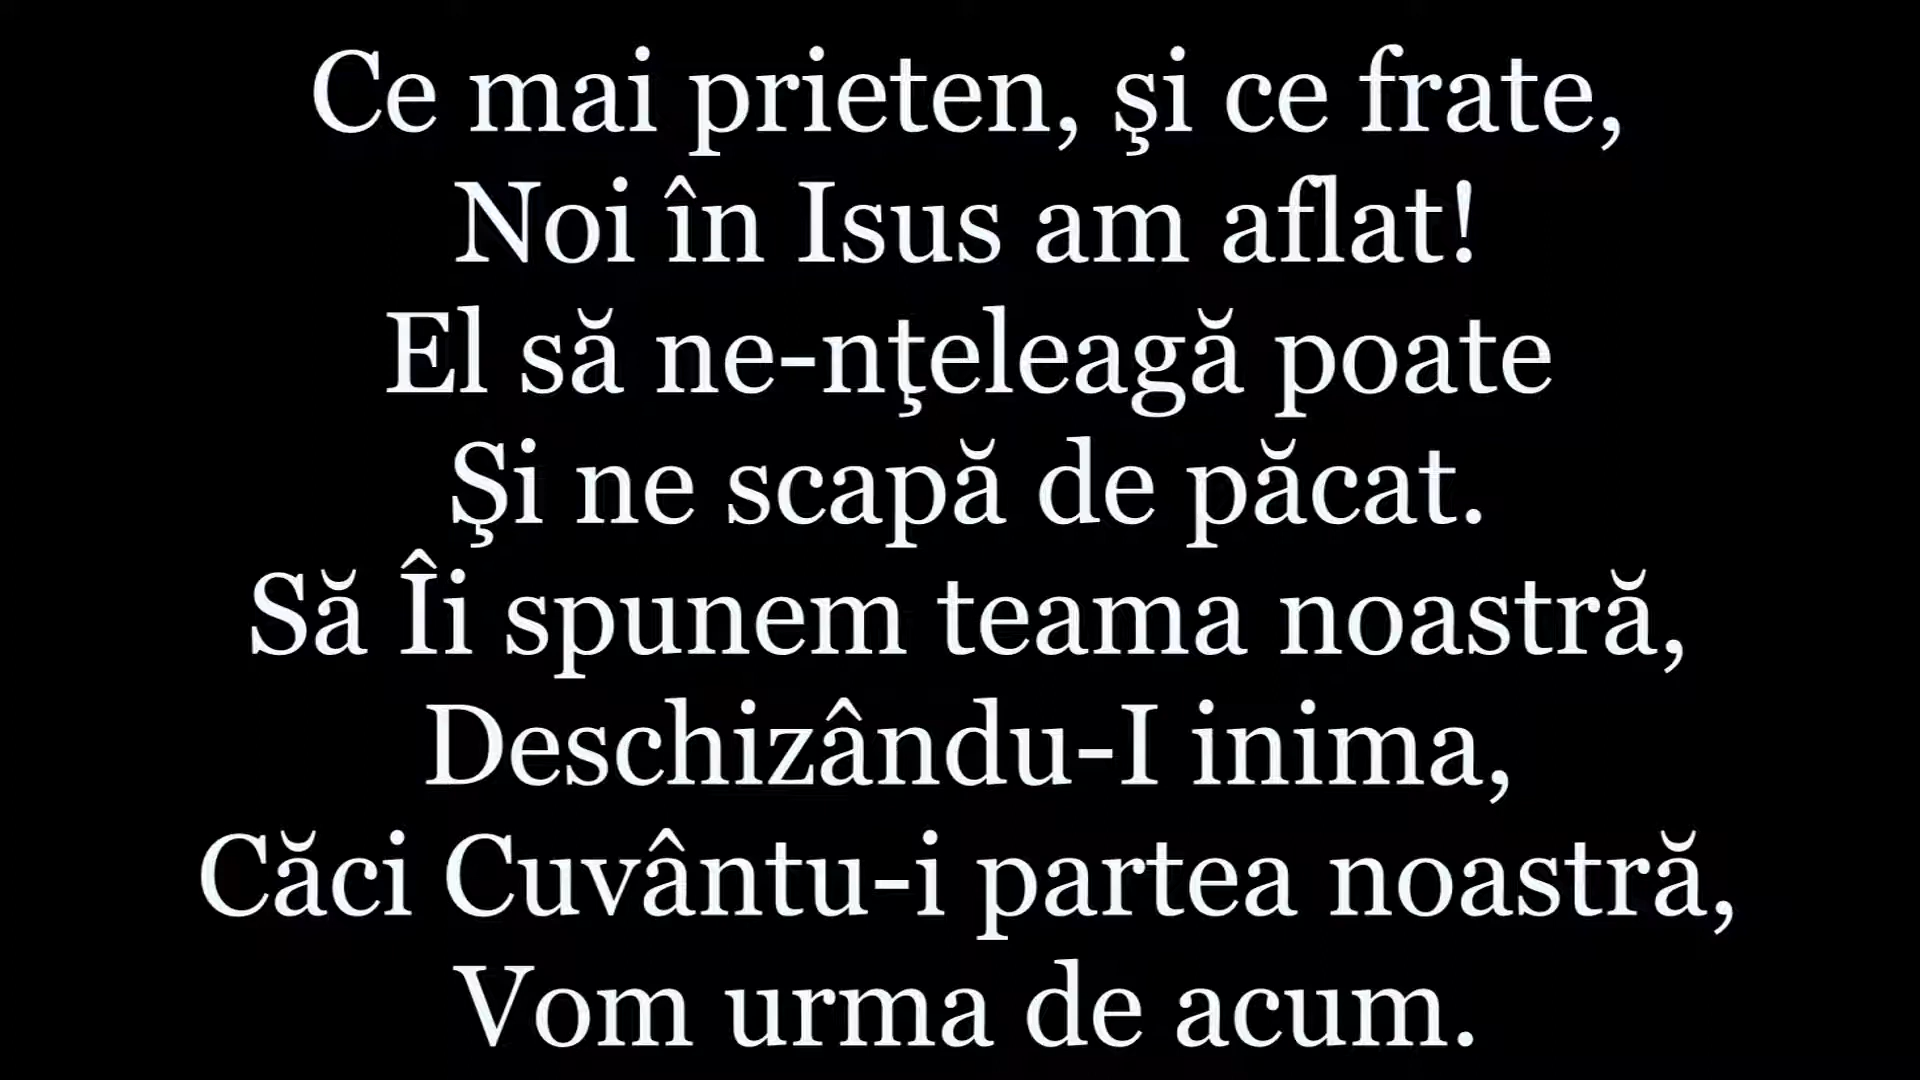 Ce mai prieten, şi ce frate,
Noi în Isus am aflat!
El să ne-nţeleagă poate
Şi ne scapă de păcat.
Să Îi spunem teama noastră,
Deschizându-I inima,
Căci Cuvântu-i partea noastră,
Vom urma de acum.